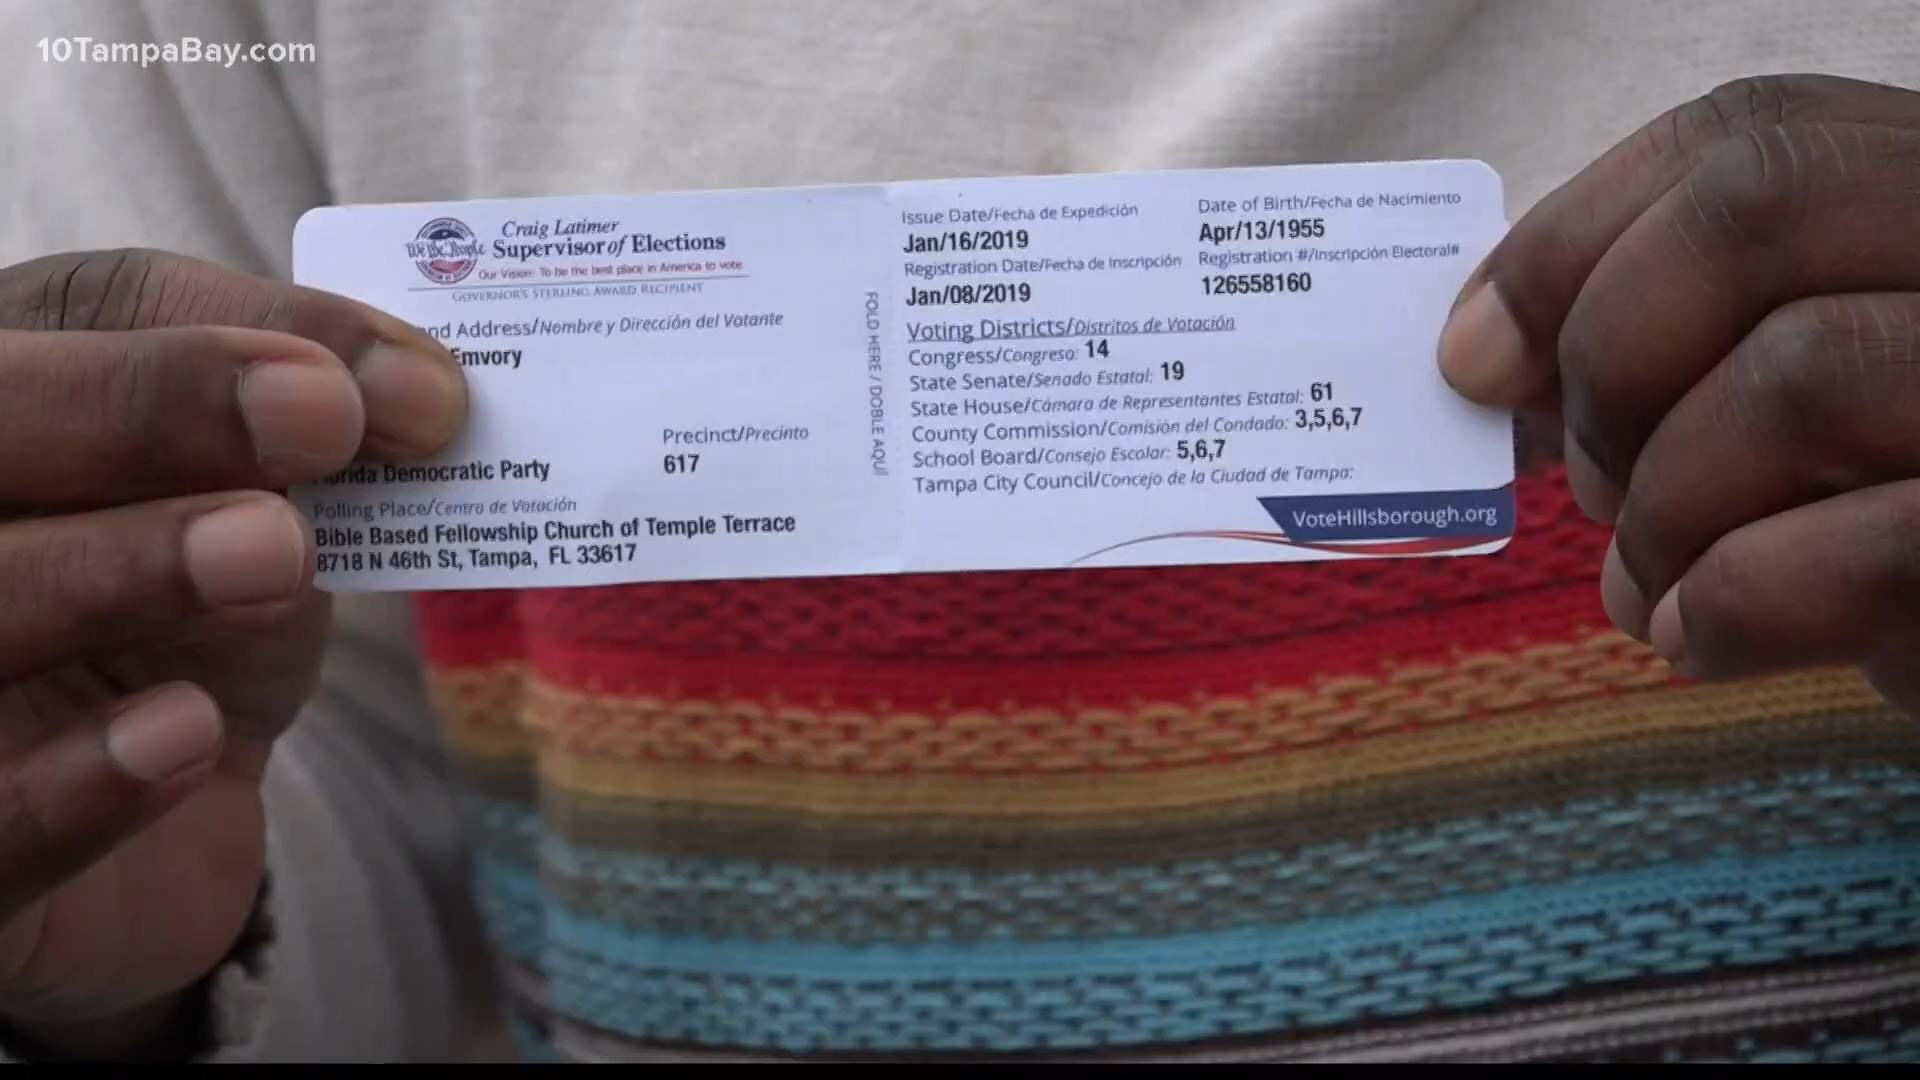 10TampaBay.com
Craig Latimer
We the People
Supervisor of Elections
Our Vision: To be the best place in America to vote
GOVERNOR'S STERLING AWARD RECIPIENT
Address/Nombre y Dirección del Votante
Emvory
Precinct/Precinto
617
Democratic Party
Polling Place/Centro de Votación
Bible Based Fellowship Church of Temple Terrace
8718 N 46th St, Tampa, FL 33617
FOLD HERE / DOBLE AQUÍ
Issue Date/Fecha de Expedición
Jan/16/2019
Registration Date/Fecha de Inscripción
Jan/08/2019
Date of Birth/Fecha de Nacimiento
Apr/13/1955
Registration #/Inscripción Electoral#
126558160
Voting Districts/Distritos de Votación
Congress/Congreso: 14
State Senate/Senado Estatal: 19
State House/Cámara de Representantes Estatal: 61
County Commission/Comisión del Condado: 3,5,6,7
School Board/Consejo Escolar: 5,6,7
Tampa City Council/Concejo de la Ciudad de Tampa:
VoteHillsborough.org